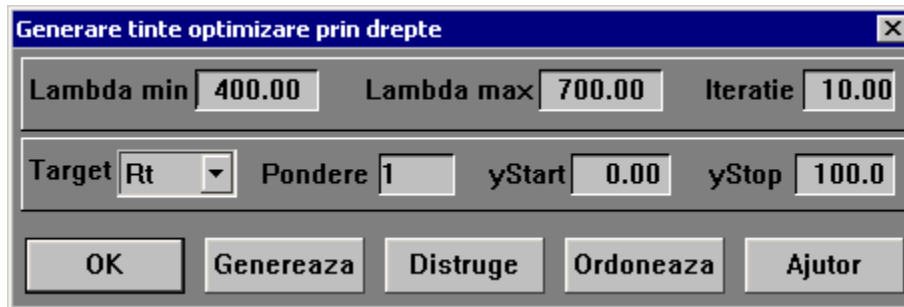 Generare tinte optimizare prin drepte
Lambda min 400.00 Lambda max 700.00 Iteratie 10.00
Target Rt Pondere 1 yStart 0.00 yStop 100.0
OK Genereaza Distruge Ordoneaza Ajutor